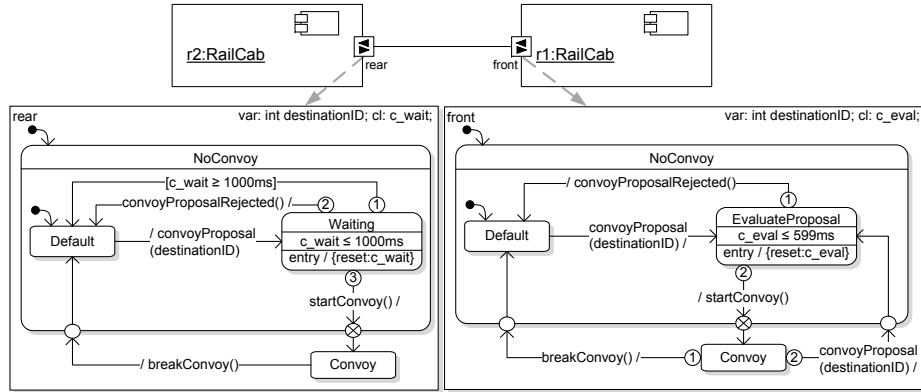 r2:RailCab
rear
r1:RailCab
front
rear
var: int destinationID; cl: c_wait;
NoConvoy
[c_wait ≥ 1000ms]
1
convoyProposalRejected() /
2
Default
/ convoyProposal
(destinationID)
Waiting
c_wait ≤ 1000ms
entry / {reset:c_wait}
3
startConvoy() /
/ breakConvoy()
Convoy
front
var: int destinationID; cl: c_eval;
NoConvoy
/ convoyProposalRejected()
1
Default
convoyProposal
(destinationID) /
EvaluateProposal
c_eval ≤ 599ms
entry / {reset:c_eval}
2
/ startConvoy()
breakConvoy() /
1
Convoy
2
convoyProposal
(destinationID) /